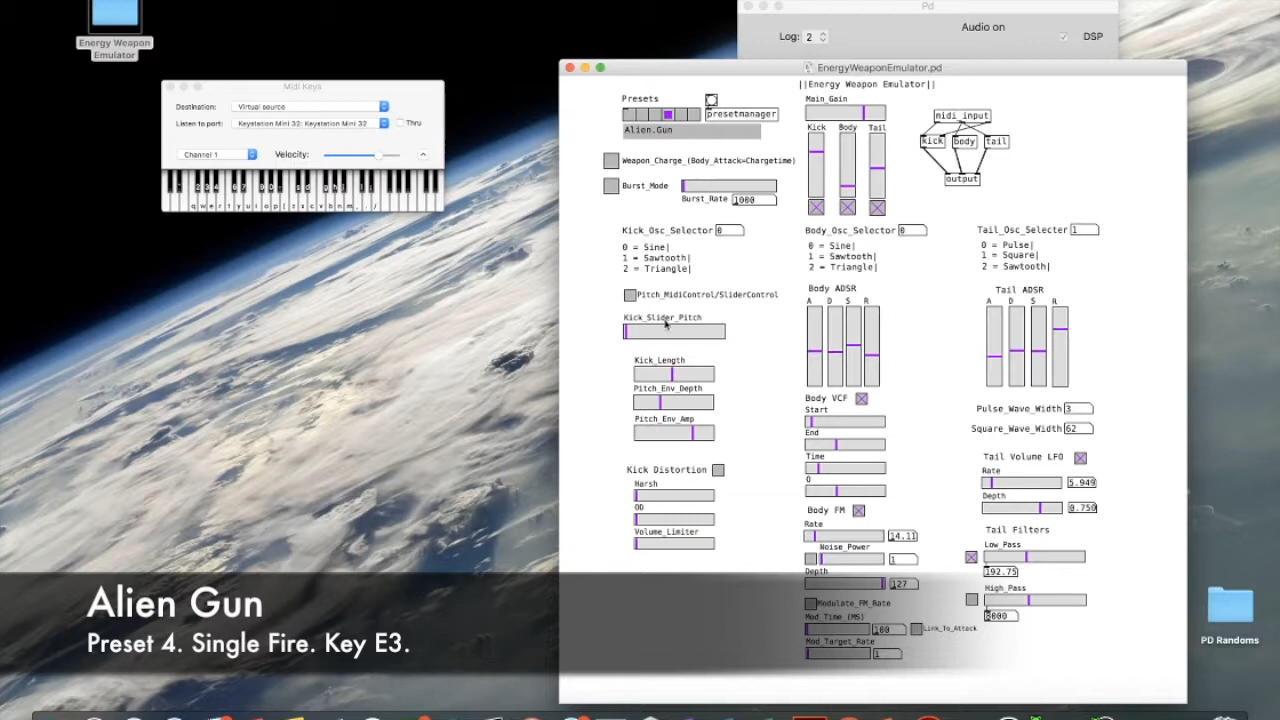 Energy Weapon
Emulator
Midi Keys
Destination: Virtual source
Listen to port: Keystation Mini 32: Keystation Mini 32 Thru
Channel 1 Velocity:
q w e r t y u i o p [ z x c v b n m , . /
Pd
Audio on
Log: 2 DSP
EnergyWeaponEmulator.pd
||Energy Weapon Emulator||
Presets
presetmanager
Alien.Gun
Weapon_Charge_(Body_Attack=Chargetime)
Burst_Mode
Burst_Rate 1000
Main_Gain
Kick Body Tail
midi_input
kick body tail
output
Kick_Osc_Selector 0
0 = Sine|
1 = Sawtooth|
2 = Triangle|
Pitch_MidiControl/SliderControl
Kick_Slider_Pitch
Kick_Length
Pitch_Env_Depth
Pitch_Env_Amp
Kick Distortion
Harsh
OD
Volume_Limiter
Body_Osc_Selector 0
0 = Sine|
1 = Sawtooth|
2 = Triangle|
Body ADSR
A D S R
Body VCF
Start
End
Time
Q
Body FM
Rate
14.11
Noise_Power
1
Depth
127
Modulate_FM_Rate
Mod_Time (MS)
100 Link_To_Attack
Mod_Target_Rate
1
Tail_Osc_Selecter 1
0 = Pulse|
1 = Square|
2 = Sawtooth|
Tail ADSR
A D S R
Pulse_Wave_Width 3
Square_Wave_Width 62
Tail Volume LFO
Rate
5.949
Depth
0.750
Tail Filters
Low_Pass
192.75
High_Pass
8000
PD Randoms
Alien Gun
Preset 4. Single Fire. Key E3.